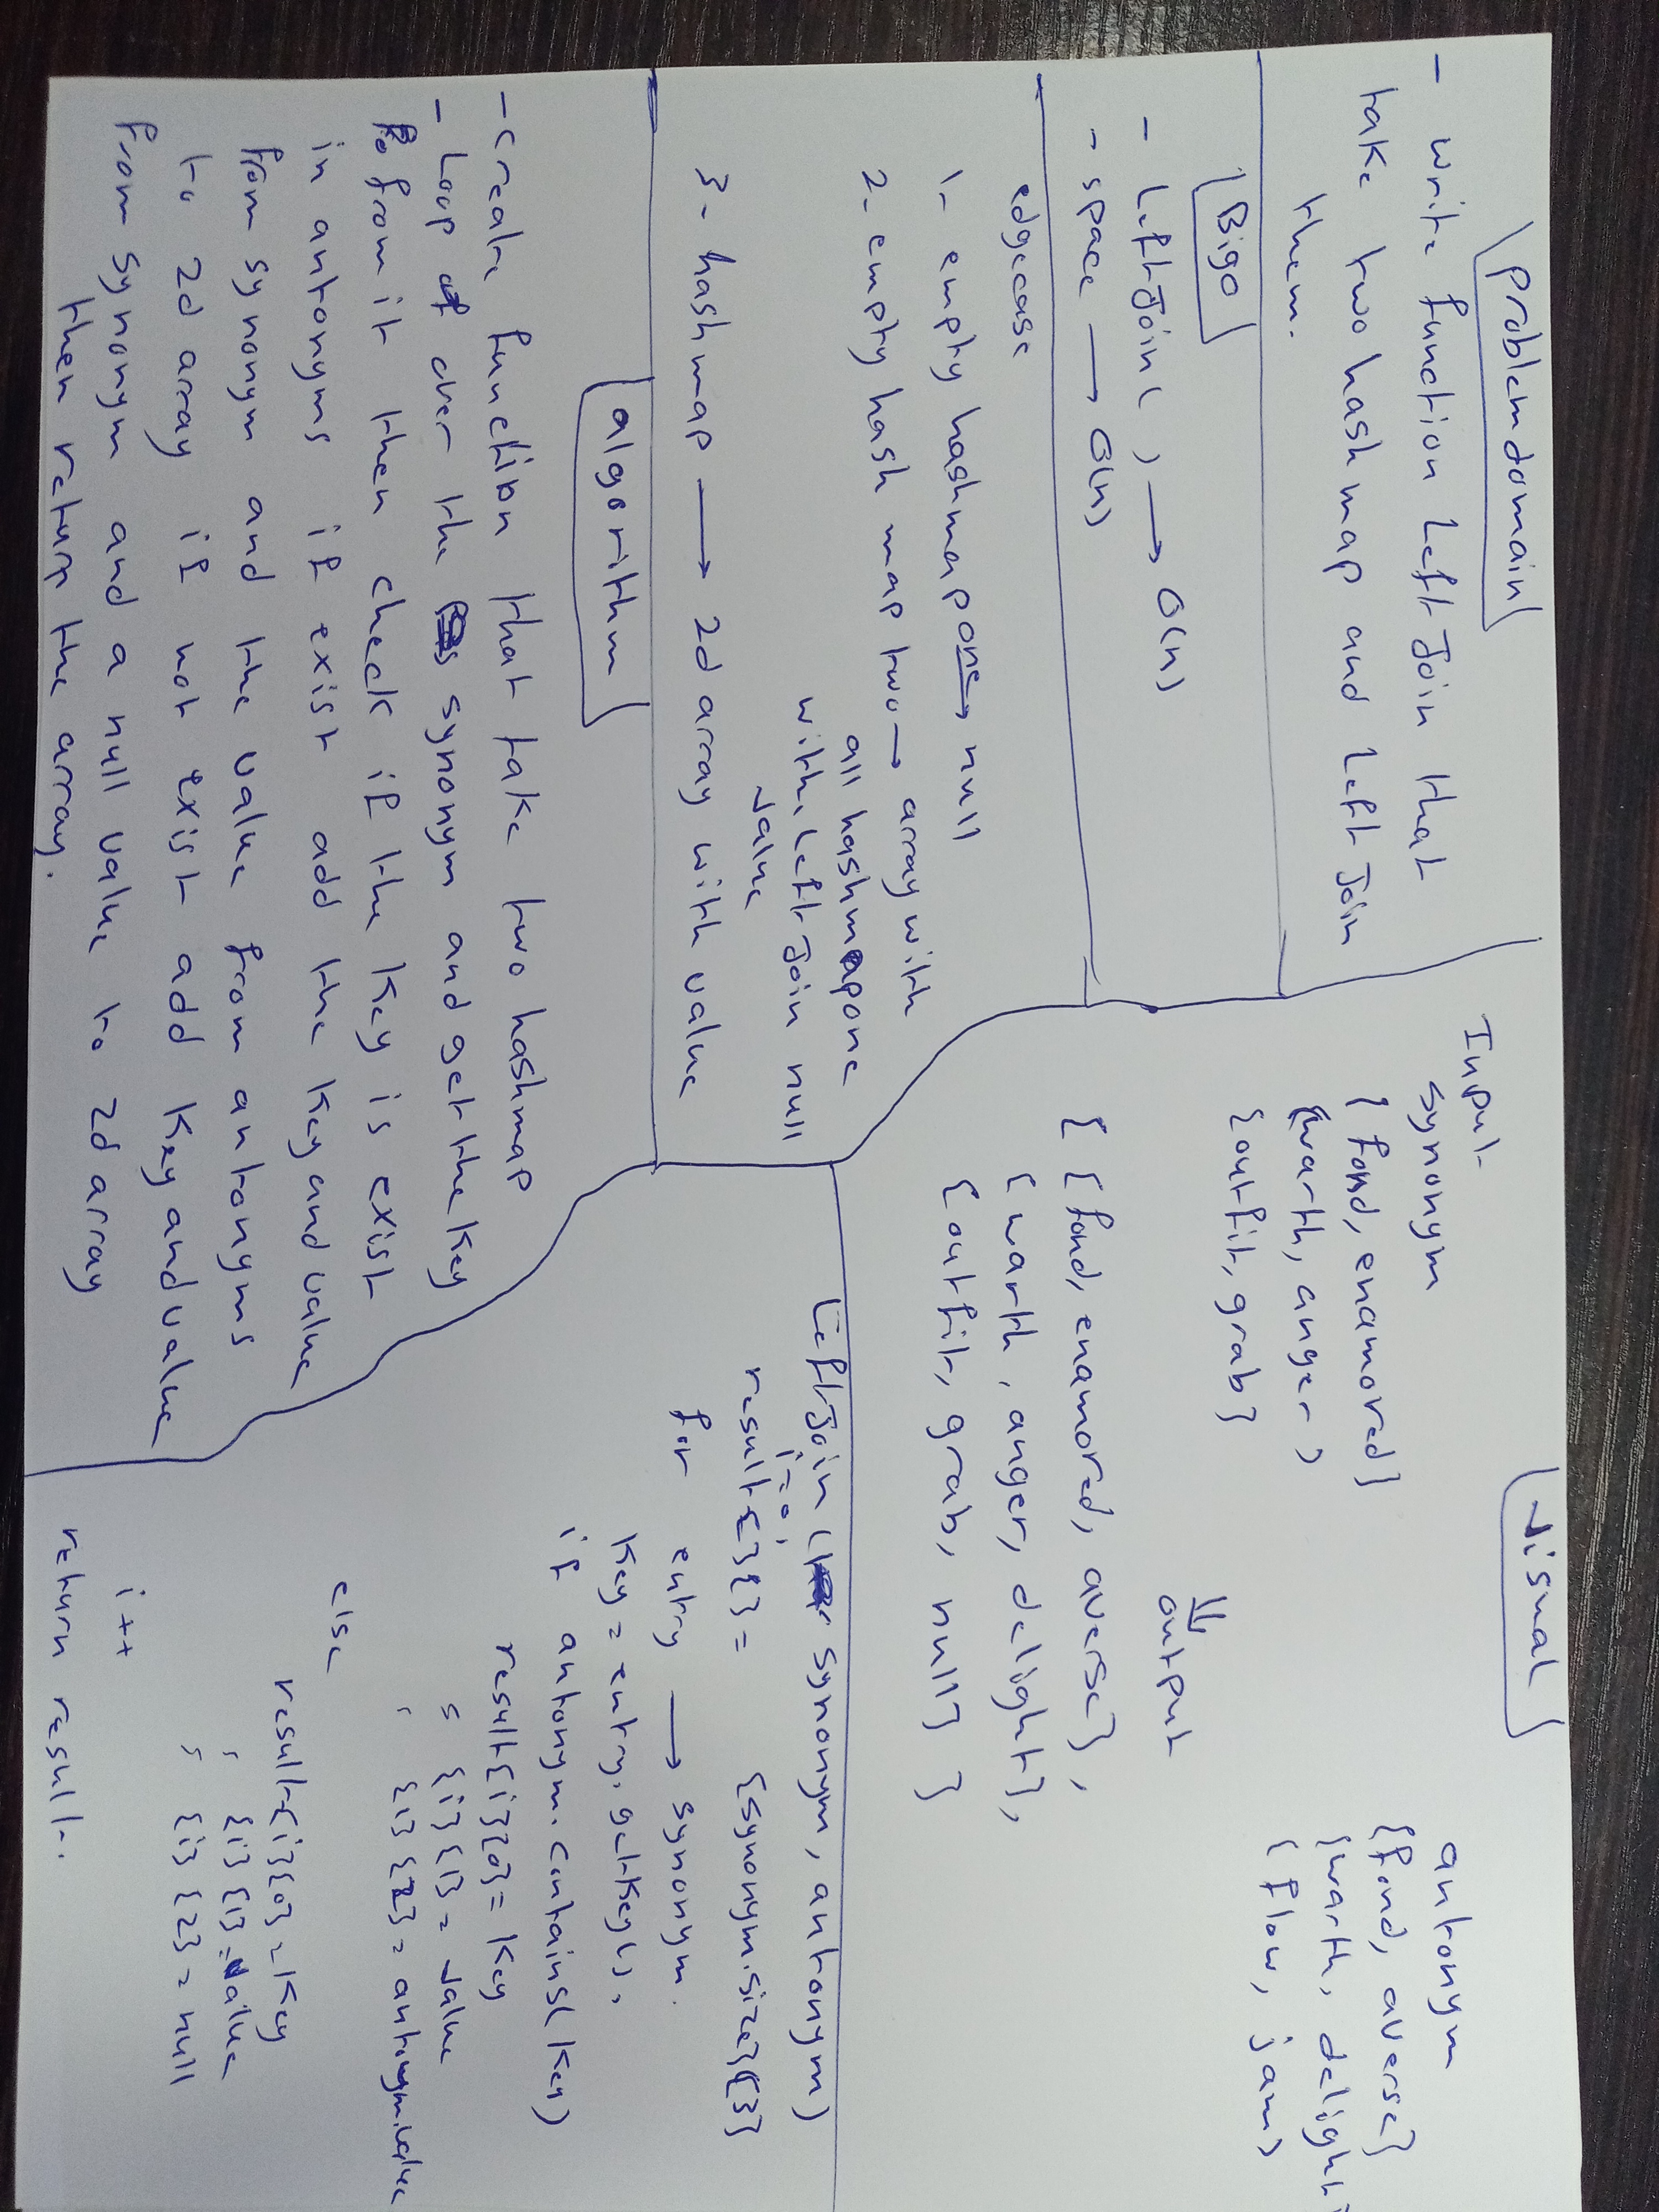 problemdomain
- write function Left Join that
take two hash map and Left Join
them.
Bigo
- LeftJoin( ) → O(n)
- space → O(n)
edgecase
1- empty hashmap one → null
2- empty hash map two → array with
all hashmapone
with Left Join null
value
3- hashmap → 2d array with value
algorithm
- create function that take two hashmap
- Loop over the synonym and get the Key
from it then check if the Key is exist
in antonyms if exist add the Key and value
from synonym and the value from antonyms
to 2d array if not exist add Key and value
from synonym and a null value to 2d array
then return the array.
visual
Input
synonym
{ fond, enamored}
{warth, anger }
{outfit, grab}
antonym
{fond, averse}
{warth, delight}
{ flow, jam}
⇓
output
{ {fond, enamored, averse},
{warth, anger, delight},
{outfit, grab, null} }
LeftJoin ( synonym, antonym)
i=0,
result{}{} = {synonym.size}{3}
for entry → synonym.
Key = entry.getKey().
if antonym.contains(Key)
result{i}{0} = Key
{i}{1} = value
{i}{2} = antonym.value
else
result{i}{0} = Key
{i}{1} = value
{i}{2} = null
i ++
return result.